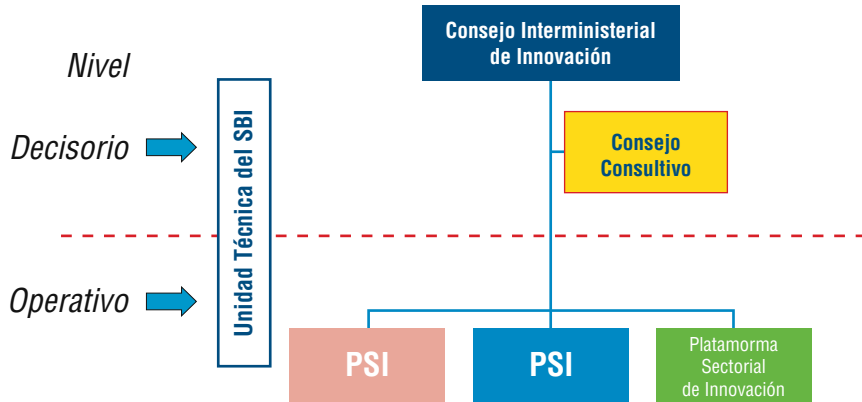 Consejo Interministerial
de Innovación
Nivel
Decisorio
Unidad Técnica del SBI
Consejo
Consultivo
Operativo
PSI
PSI
Platamorma
Sectorial
de Innovación